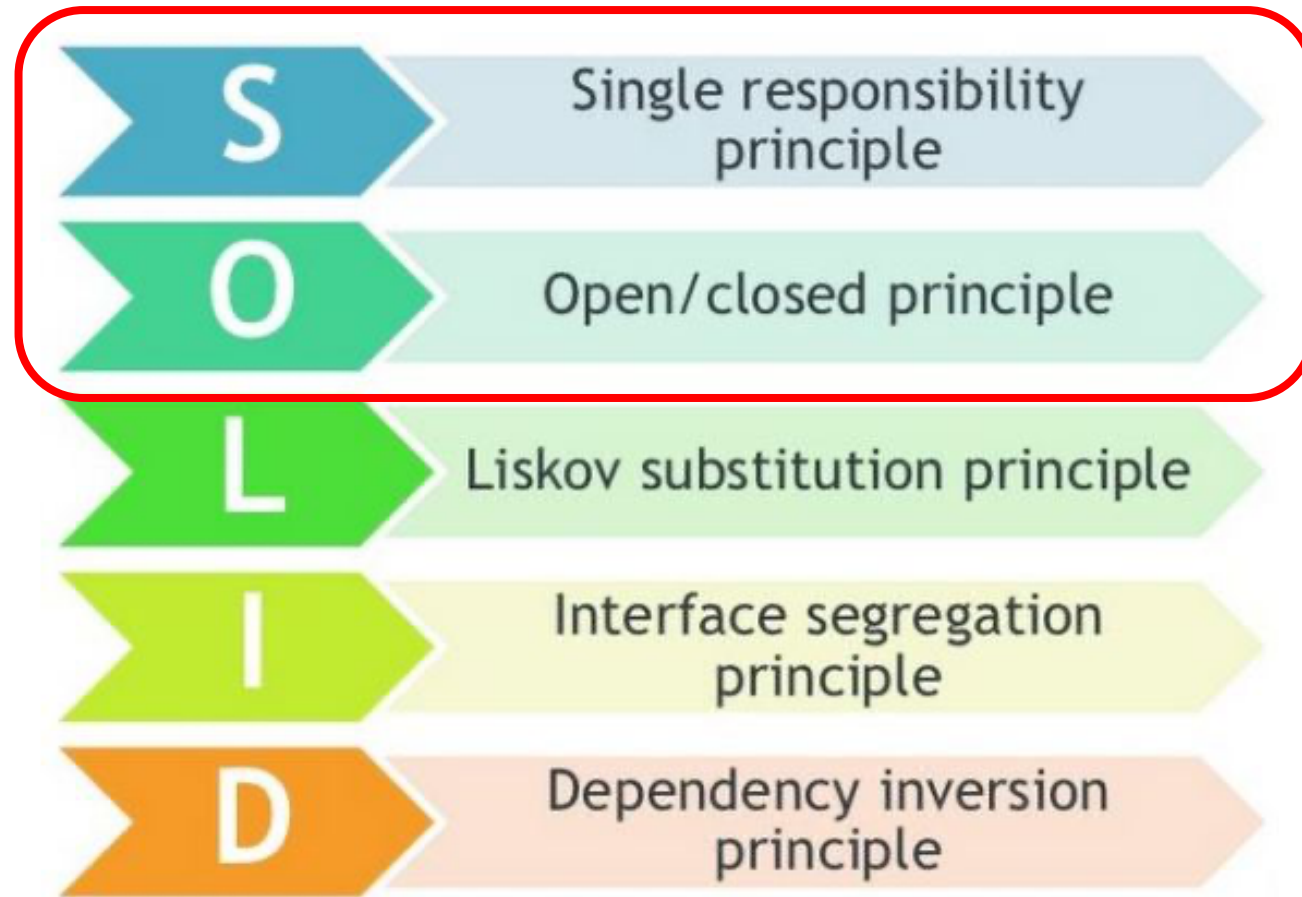 S
Single responsibility
principle
O
Open/closed principle
L
Liskov substitution principle
I
Interface segregation
principle
D
Dependency inversion
principle